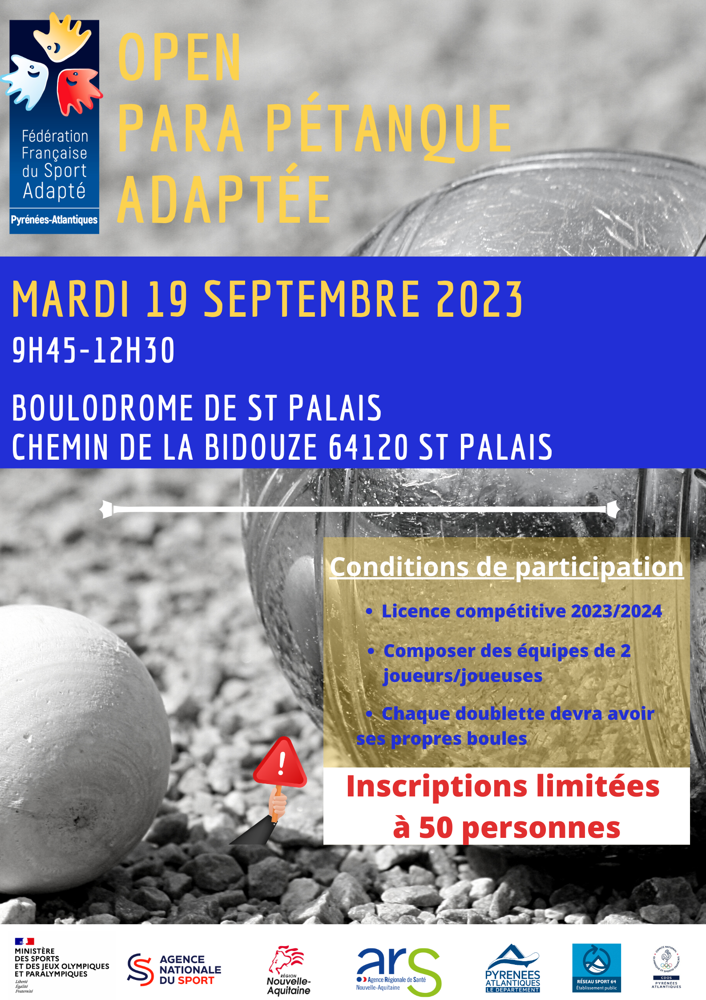 Fédération
Française
du Sport
Adapté
Pyrénées-Atlantiques
OPEN
PARA PÉTANQUE
ADAPTÉE
MARDI 19 SEPTEMBRE 2023
9H45-12H30
BOULODROME DE ST PALAIS
CHEMIN DE LA BIDOUZE 64120 ST PALAIS
Conditions de participation
• Licence compétitive 2023/2024
• Composer des équipes de 2
joueurs/joueuses
• Chaque doublette devra avoir
ses propres boules
!
Inscriptions limitées
à 50 personnes
MINISTÈRE
DES SPORTS
ET DES JEUX OLYMPIQUES
ET PARALYMPIQUES
Liberté
Égalité
Fraternité
AGENCE
NATIONALE
DU SPORT
RÉGION
Nouvelle-
Aquitaine
ars
Agence Régionale de Santé
Nouvelle-Aquitaine
PYRENEES
ATLANTIQUES
LE DEPARTEMENT
RÉSEAU SPORT 64
Établissement public
COMITÉ NATIONAL
OLYMPIQUE ET SPORTIF FRANÇAIS
CDOS
PYRÉNÉES
ATLANTIQUES